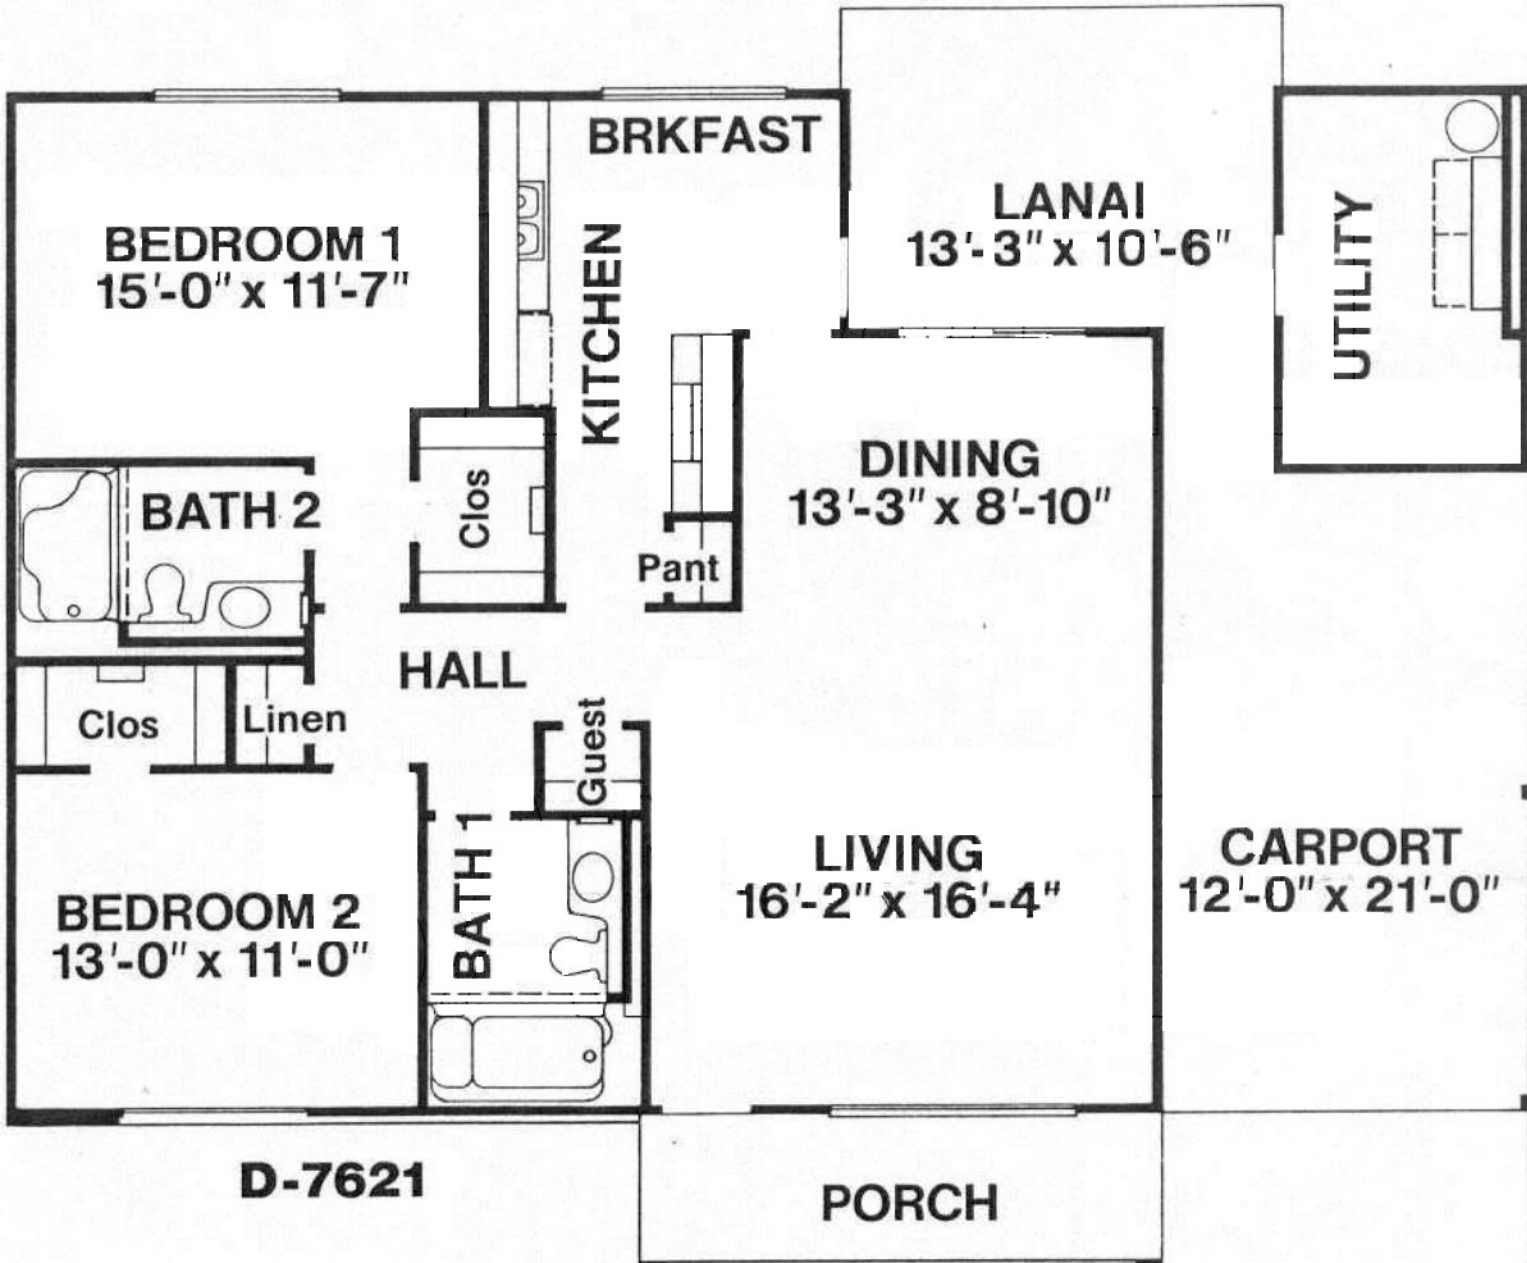 BRKFAST
LANAI
13'-3" x 10'-6"
UTILITY
BEDROOM 1
15'-0" x 11'-7"
KITCHEN
DINING
13'-3" x 8'-10"
BATH 2
Clos
Pant
HALL
Clos
Linen
Guest
LIVING
16'-2" x 16'-4"
CARPORT
12'-0" x 21'-0"
BATH 1
BEDROOM 2
13'-0" x 11'-0"
D-7621
PORCH